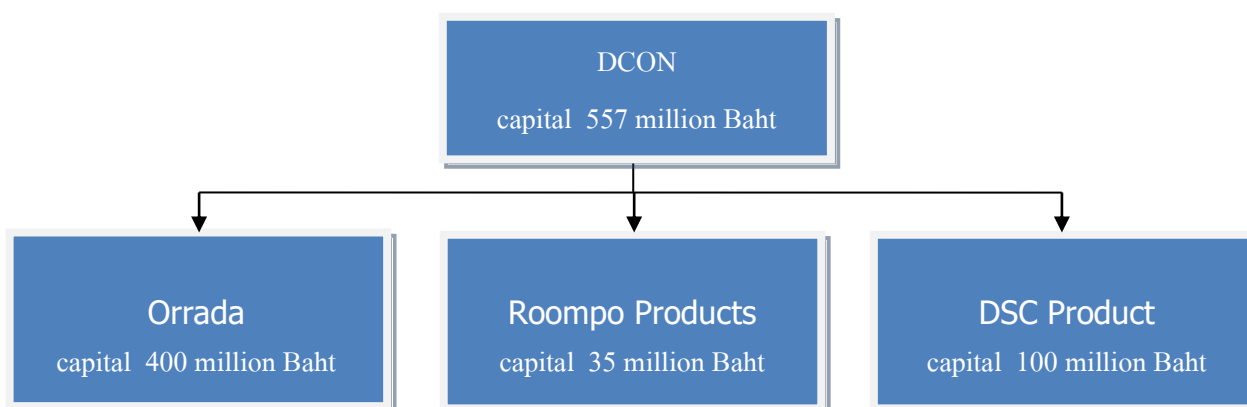 DCON
capital 557 million Baht
Orrada
capital 400 million Baht
Roompo Products
capital 35 million Baht
DSC Product
capital 100 million Baht